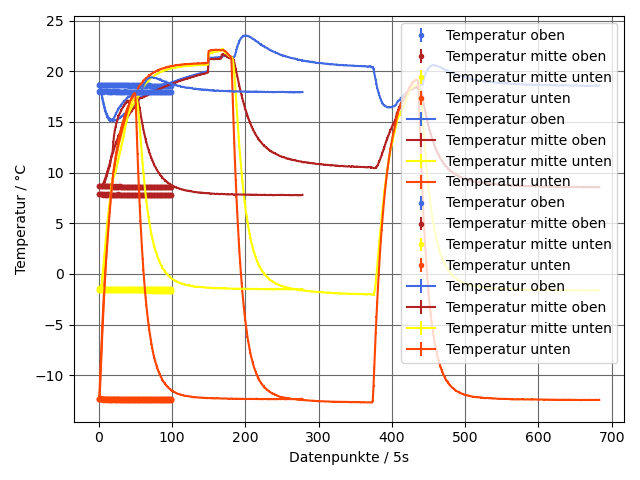 25
20
15
10
5
0
−5
−10
Temperatur / °C
0
100
200
300
400
500
600
700
Datenpunkte / 5s
Temperatur oben
Temperatur mitte oben
Temperatur mitte unten
Temperatur unten
Temperatur oben
Temperatur mitte oben
Temperatur mitte unten
Temperatur unten
Temperatur oben
Temperatur mitte oben
Temperatur mitte unten
Temperatur unten
Temperatur oben
Temperatur mitte oben
Temperatur mitte unten
Temperatur unten